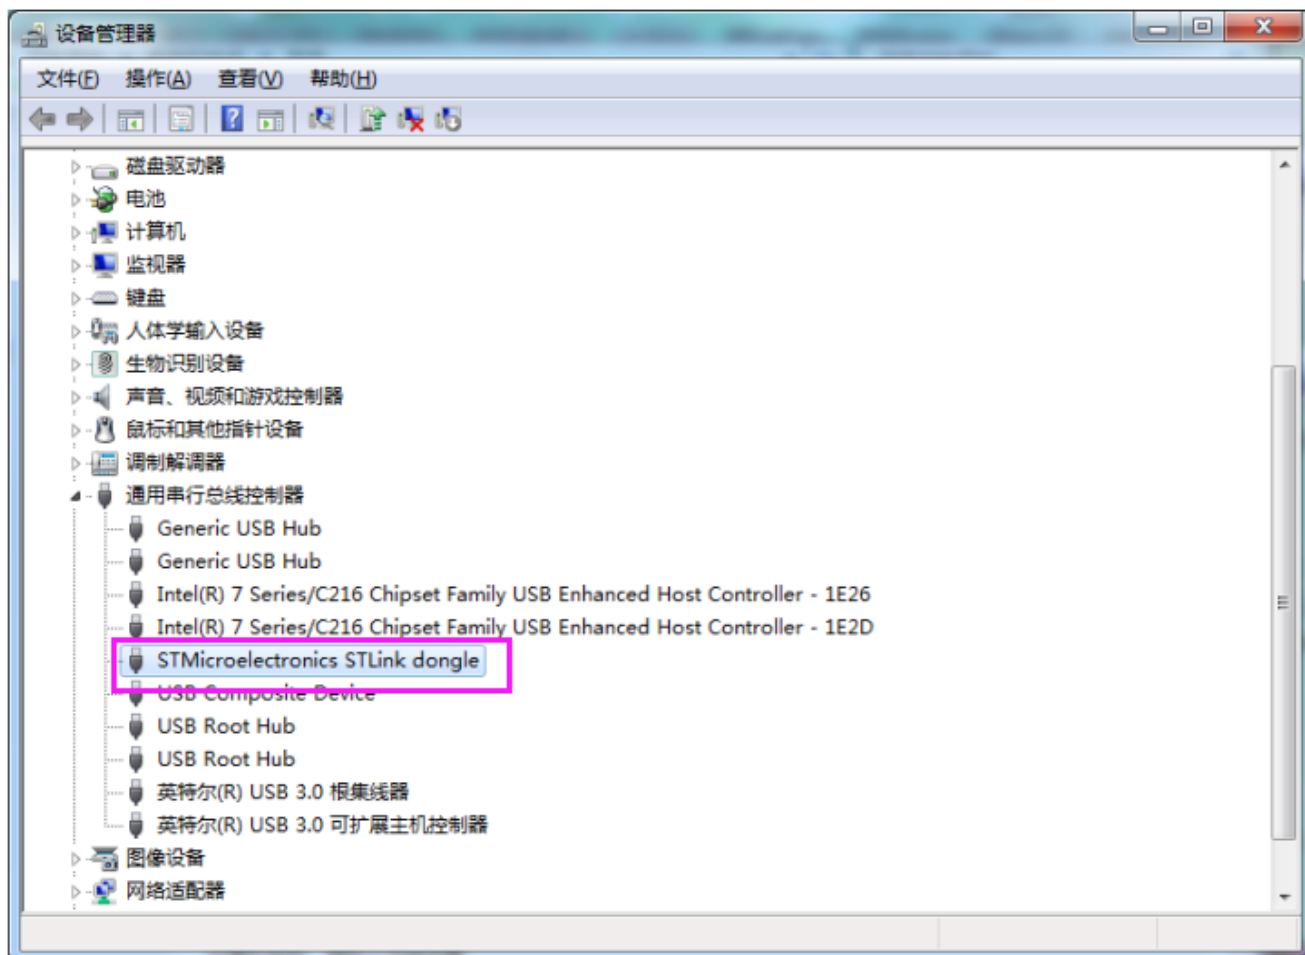 设备管理器
文件(F) 操作(A) 查看(V) 帮助(H)
磁盘驱动器
电池
计算机
监视器
键盘
人体学输入设备
生物识别设备
声音、视频和游戏控制器
鼠标和其他指针设备
调制解调器
通用串行总线控制器
Generic USB Hub
Generic USB Hub
Intel(R) 7 Series/C216 Chipset Family USB Enhanced Host Controller - 1E26
Intel(R) 7 Series/C216 Chipset Family USB Enhanced Host Controller - 1E2D
STMicroelectronics STLink dongle
USB Composite Device
USB Root Hub
USB Root Hub
英特尔(R) USB 3.0 根集线器
英特尔(R) USB 3.0 可扩展主机控制器
图像设备
网络适配器